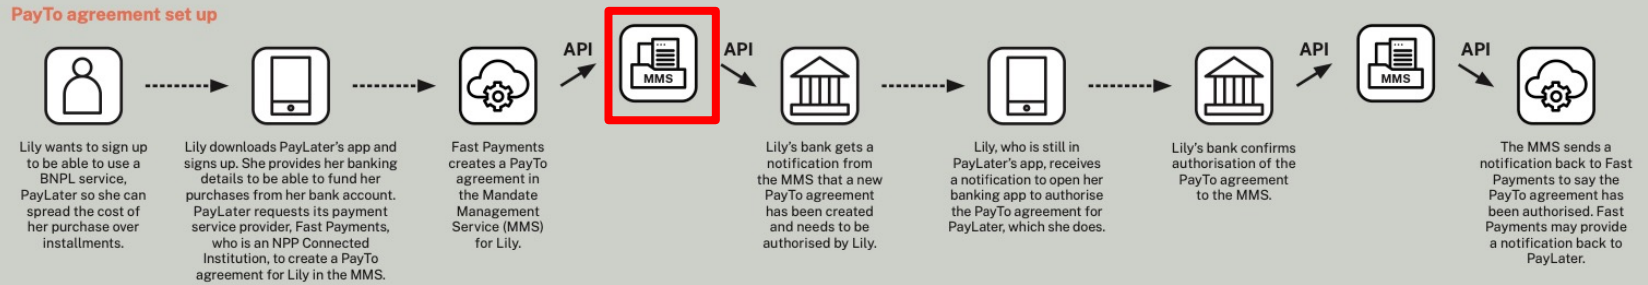 PayTo agreement set up
API
MMS
API
API
MMS
API
Lily wants to sign up
to be able to use a
BNPL service,
PayLater so she can
spread the cost of
her purchase over
installments.
Lily downloads PayLater's app and
signs up. She provides her banking
details to be able to fund her
purchases from her bank account.
PayLater requests its payment
service provider, Fast Payments,
who is an NPP Connected
Institution, to create a PayTo
agreement for Lily in the MMS.
Fast Payments
creates a PayTo
agreement in
the Mandate
Management
Service (MMS)
for Lily.
Lily's bank gets a
notification from
the MMS that a new
PayTo agreement
has been created
and needs to be
authorised by Lily.
Lily, who is still in
PayLater's app, receives
a notification to open her
banking app to authorise
the PayTo agreement for
PayLater, which she does.
Lily's bank confirms
authorisation of the
PayTo agreement
to the MMS.
The MMS sends a
notification back to Fast
Payments to say the
PayTo agreement has
been authorised. Fast
Payments may provide
a notification back to
PayLater.